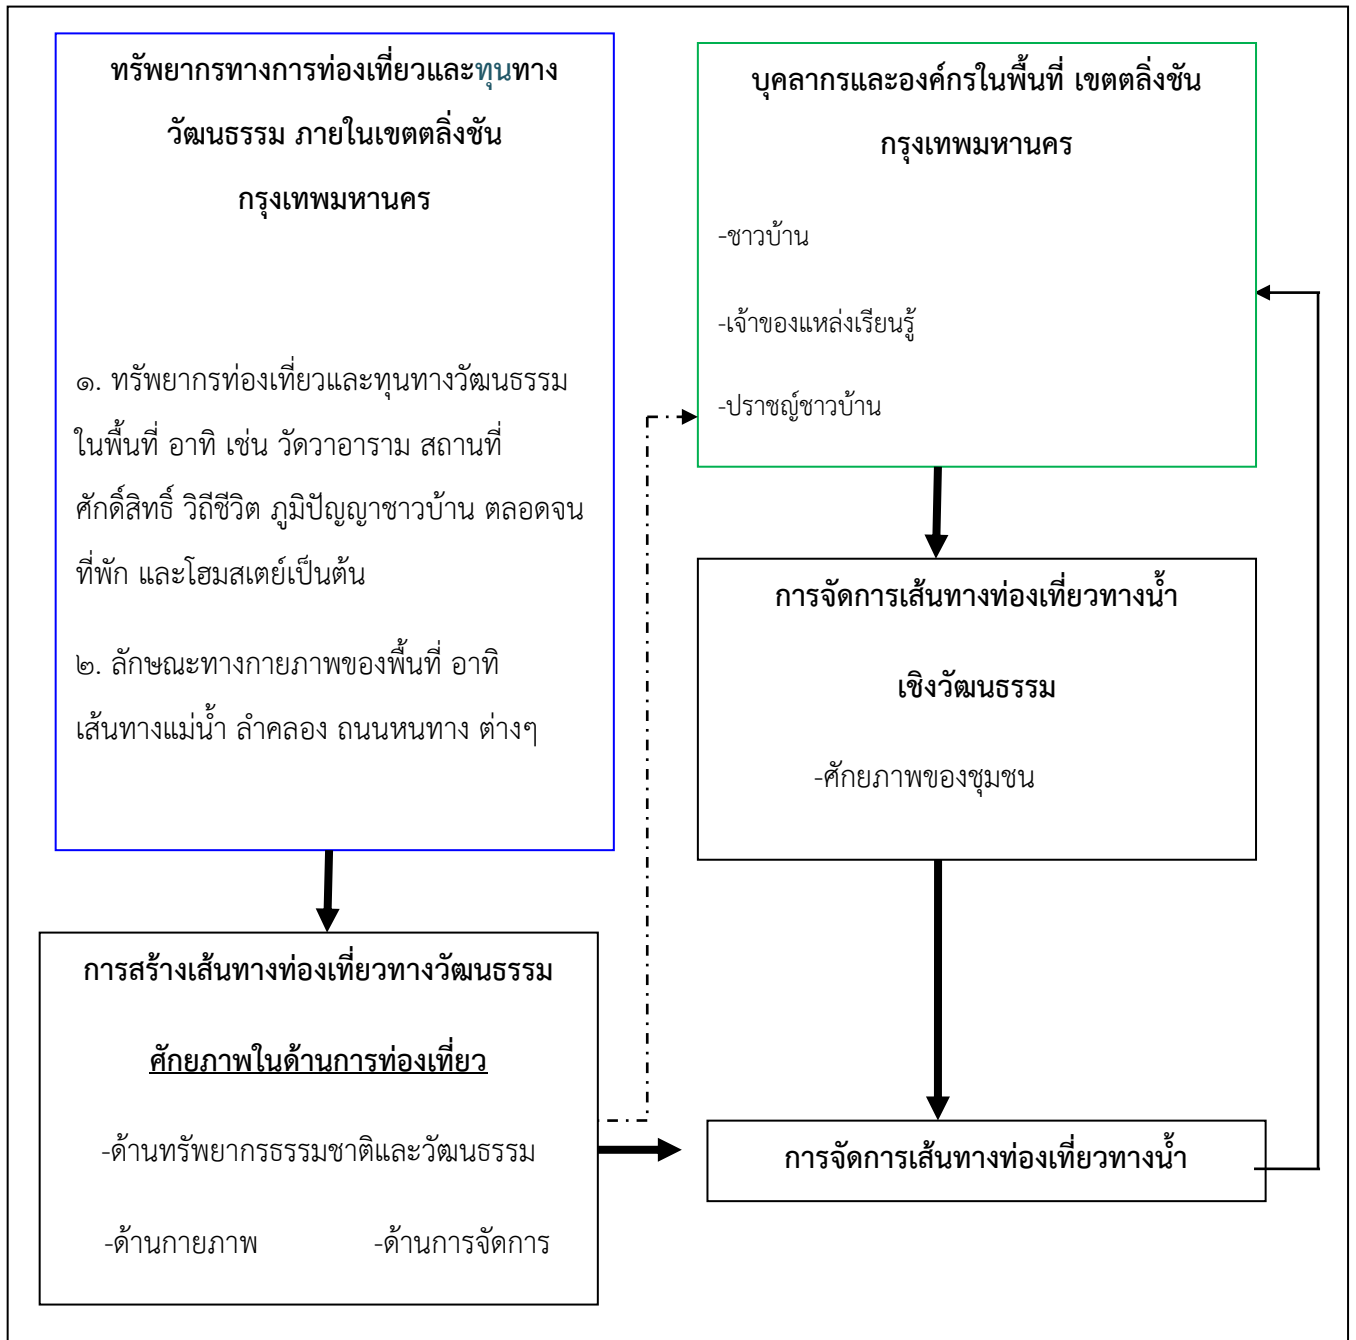 ทรัพยากรทางการท่องเที่ยวและทุนทาง
วัฒนธรรม ภายในเขตตลิ่งชัน
กรุงเทพมหานคร
๑. ทรัพยากรท่องเที่ยวและทุนทางวัฒนธรรม
ในพื้นที่ อาทิ เช่น วัดวาอาราม สถานที่
ศักดิ์สิทธิ์ วิถีชีวิต ภูมิปัญญาชาวบ้าน ตลอดจน
ที่พัก และโฮมสเตย์เป็นต้น
๒. ลักษณะทางกายภาพของพื้นที่ อาทิ
เส้นทางแม่น้ำ ลำคลอง ถนนหนทาง ต่างๆ
การสร้างเส้นทางท่องเที่ยวทางวัฒนธรรม
ศักยภาพในด้านการท่องเที่ยว
-ด้านทรัพยากรธรรมชาติและวัฒนธรรม
-ด้านกายภาพ -ด้านการจัดการ
บุคลากรและองค์กรในพื้นที่ เขตตลิ่งชัน
กรุงเทพมหานคร
-ชาวบ้าน
-เจ้าของแหล่งเรียนรู้
-ปราชญ์ชาวบ้าน
การจัดการเส้นทางท่องเที่ยวทางน้ำ
เชิงวัฒนธรรม
-ศักยภาพของชุมชน
การจัดการเส้นทางท่องเที่ยวทางน้ำ